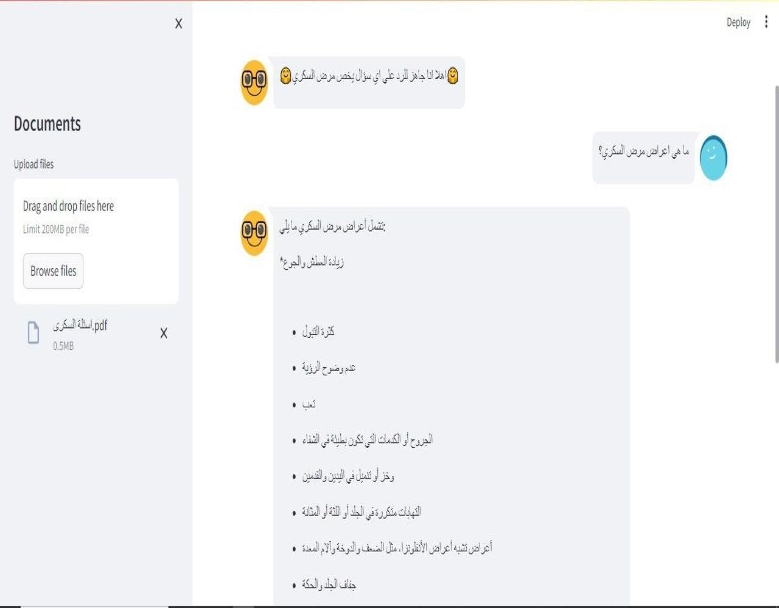 Deploy
Documents
Upload files
Drag and drop files here
Limit 200MB per file
Browse files
اسئلة السكرى.pdf
0.5MB
اهلا انا جاهز للرد علي اي سؤال يخص مرض السكري
ما هي اعراض مرض السكري؟
تشمل أعراض مرض السكري ما يلي:
*زيادة العطش والجوع
• كثرة التبول
• عدم وضوح الرؤية
• تعب
• الجروح أو الكدمات التي تكون بطيئة في الشفاء
• وخز أو تنميل في اليدين والقدمين
• التهابات متكررة في الجلد أو اللثة أو المثانة
• أعراض تشبه أعراض الأنفلونزا، مثل الضعف والدوخة وآلام المعدة
• جفاف الجلد والحكة